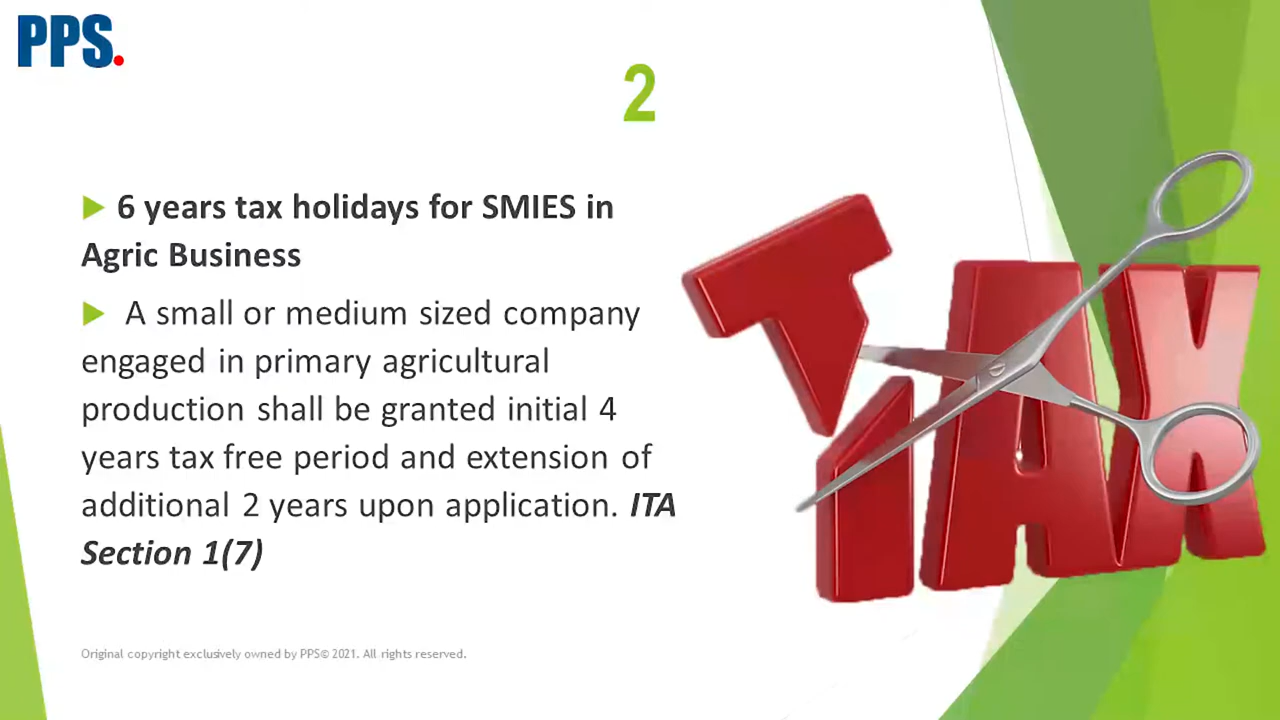 PPS.
2
6 years tax holidays for SMIES in
Agric Business
A small or medium sized company
engaged in primary agricultural
production shall be granted initial 4
years tax free period and extension of
additional 2 years upon application. ITA
Section 1(7)
TAX
Original copyright exclusively owned by PPS© 2021. All rights reserved.